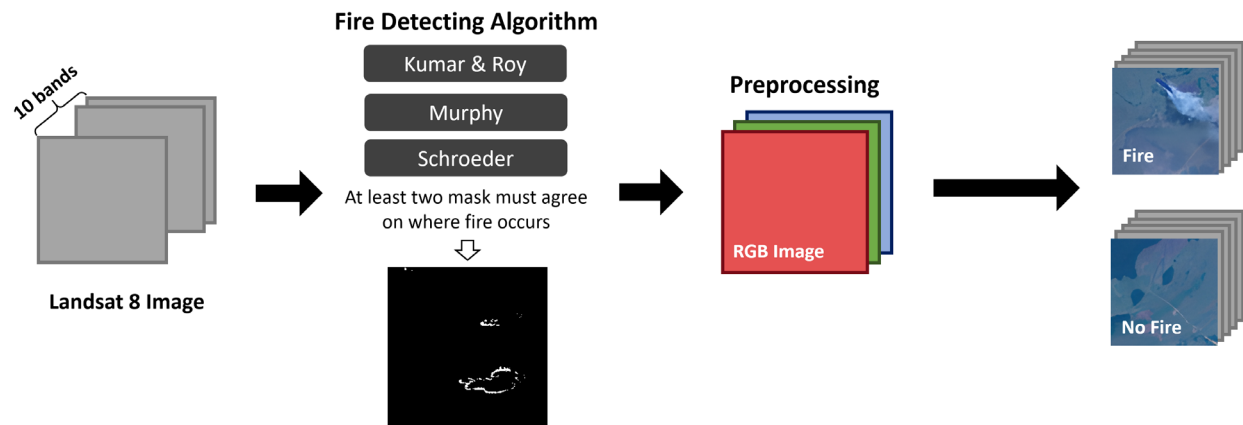 10 bands
Landsat 8 Image
Fire Detecting Algorithm
Kumar & Roy
Murphy
Schroeder
At least two mask must agree
on where fire occurs
Preprocessing
RGB Image
Fire
No Fire